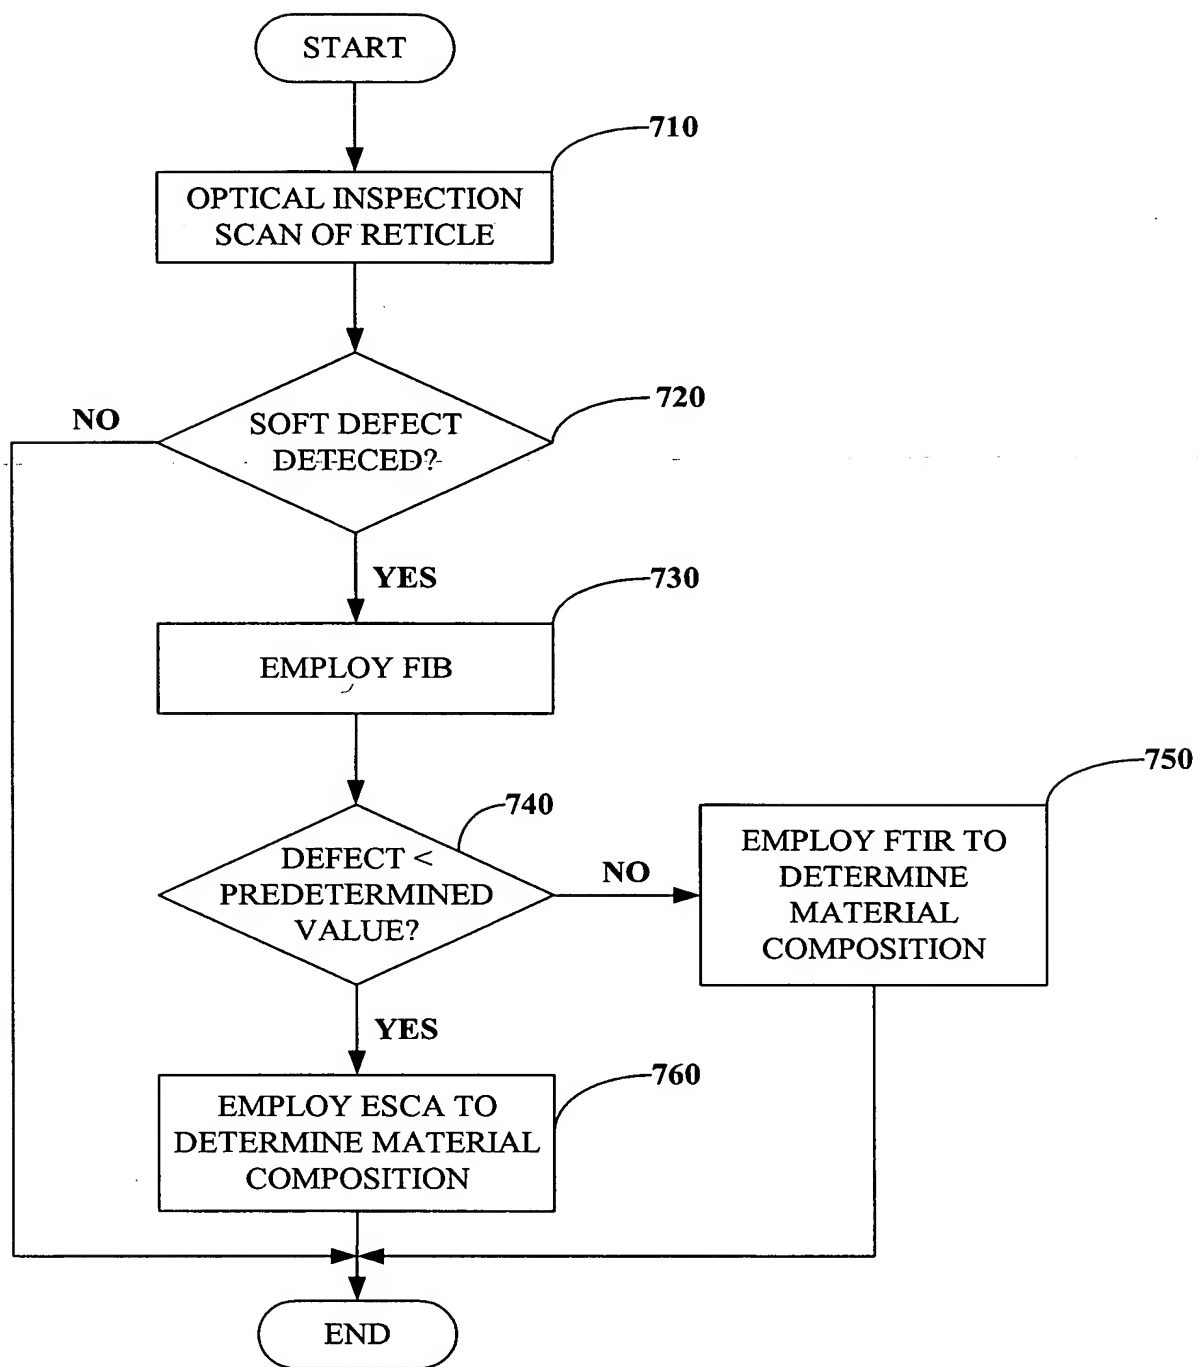 START
710
OPTICAL INSPECTION
SCAN OF RETICLE
NO
720
SOFT DEFECT
DETECED?
YES
730
EMPLOY FIB
740
DEFECT <
PREDETERMINED
VALUE?
NO
750
EMPLOY FTIR TO
DETERMINE
MATERIAL
COMPOSITION
YES
760
EMPLOY ESCA TO
DETERMINE MATERIAL
COMPOSITION
END